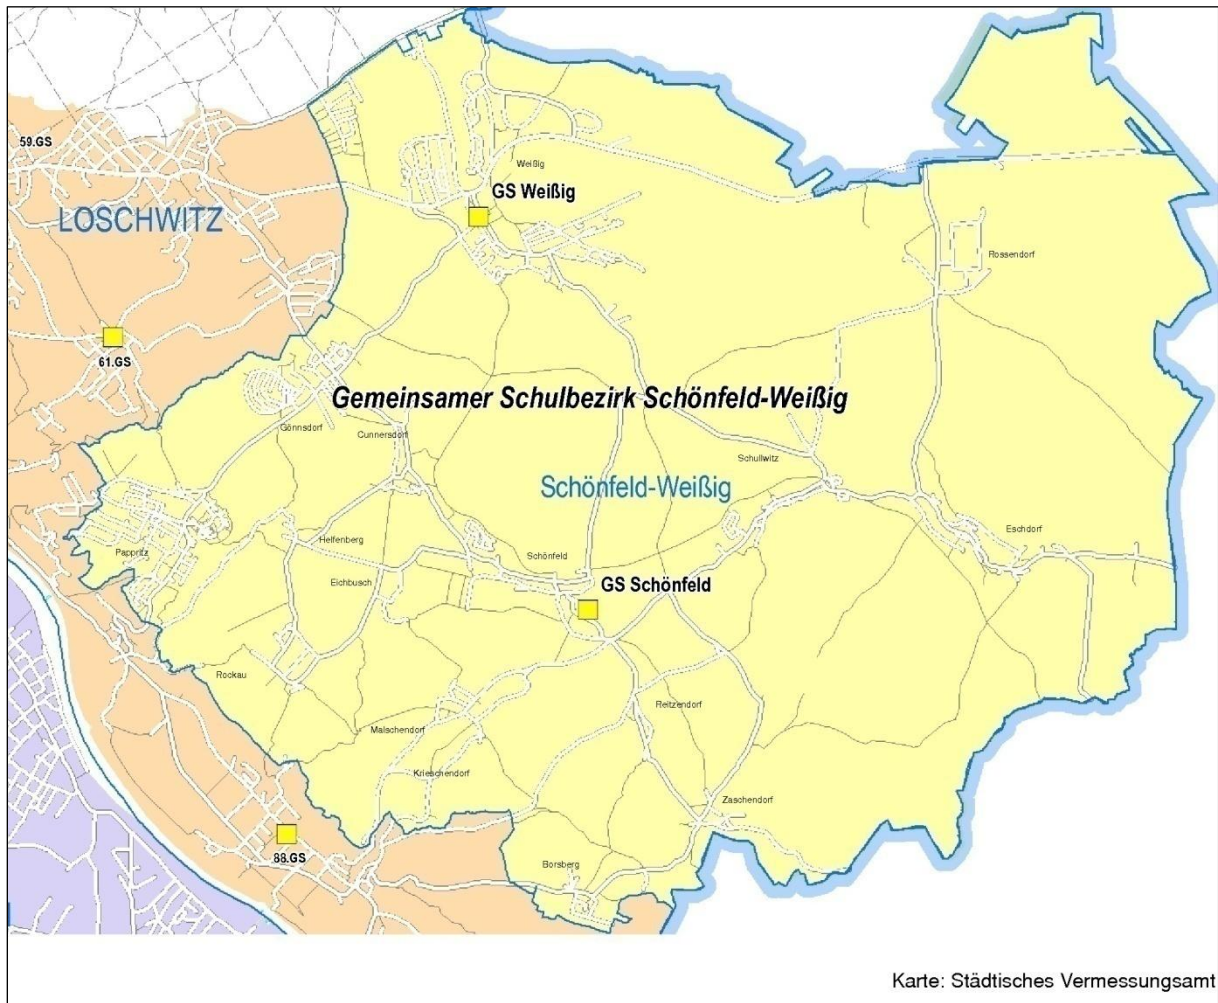 59.GS
Weißig
GS Weißig
LOSCHWITZ
Rossendorf
61.GS
Gemeinsamer Schulbezirk Schönfeld-Weißig
Gönnsdorf
Cunnersdorf
Schullwitz
Schönfeld-Weißig
Eschdorf
Helfenberg
Pappritz
Schönfeld
Eichbusch
GS Schönfeld
Rockau
Reitzendorf
Malschendorf
Krieschendorf
Zaschendorf
88.GS
Borsberg
Karte: Städtisches Vermessungsamt